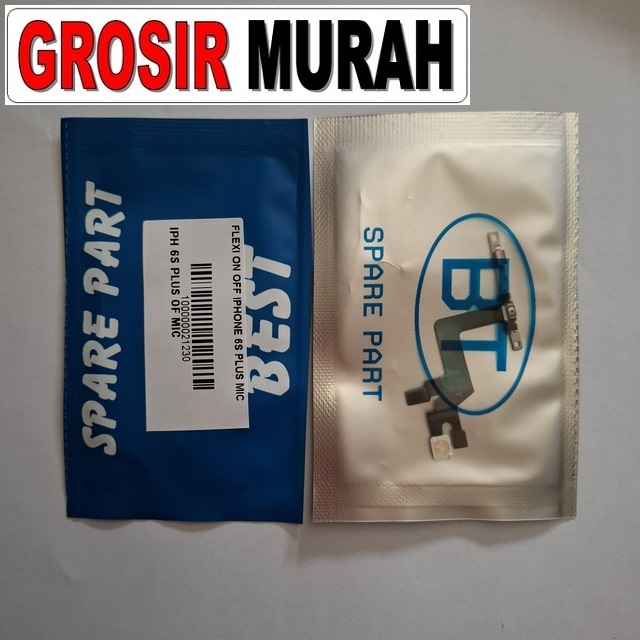 GROSIR MURAH
SPARE PART
BEST
FLEXI ON OFF IPHONE 6S PLUS MIC
100000021230
IPH 6S PLUS OF MIC
BT
SPARE PART